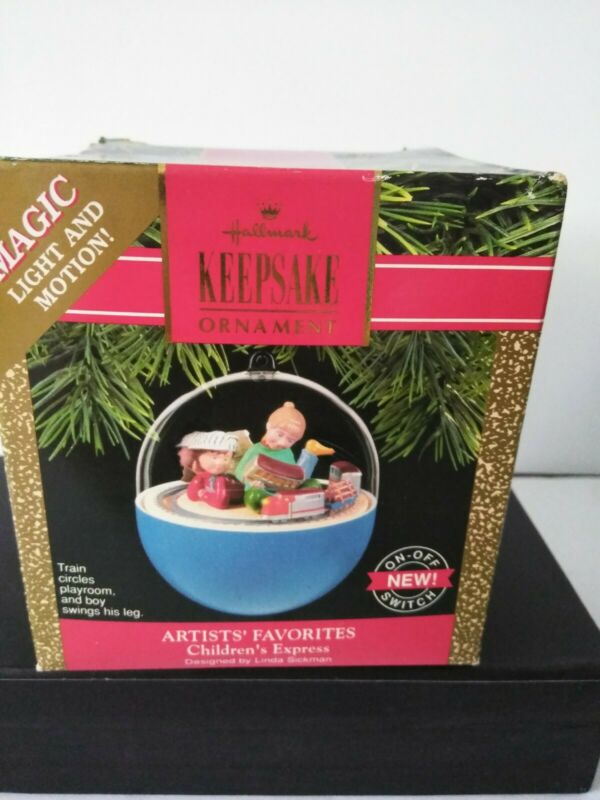 MAGIC
LIGHT AND
MOTION!
Hallmark
KEEPSAKE
ORNAMENT
Train
circles
playroom,
and boy
swings his leg.
ON-OFF
NEW!
SWITCH
ARTISTS' FAVORITES
Children's Express
Designed by Linda Sickman